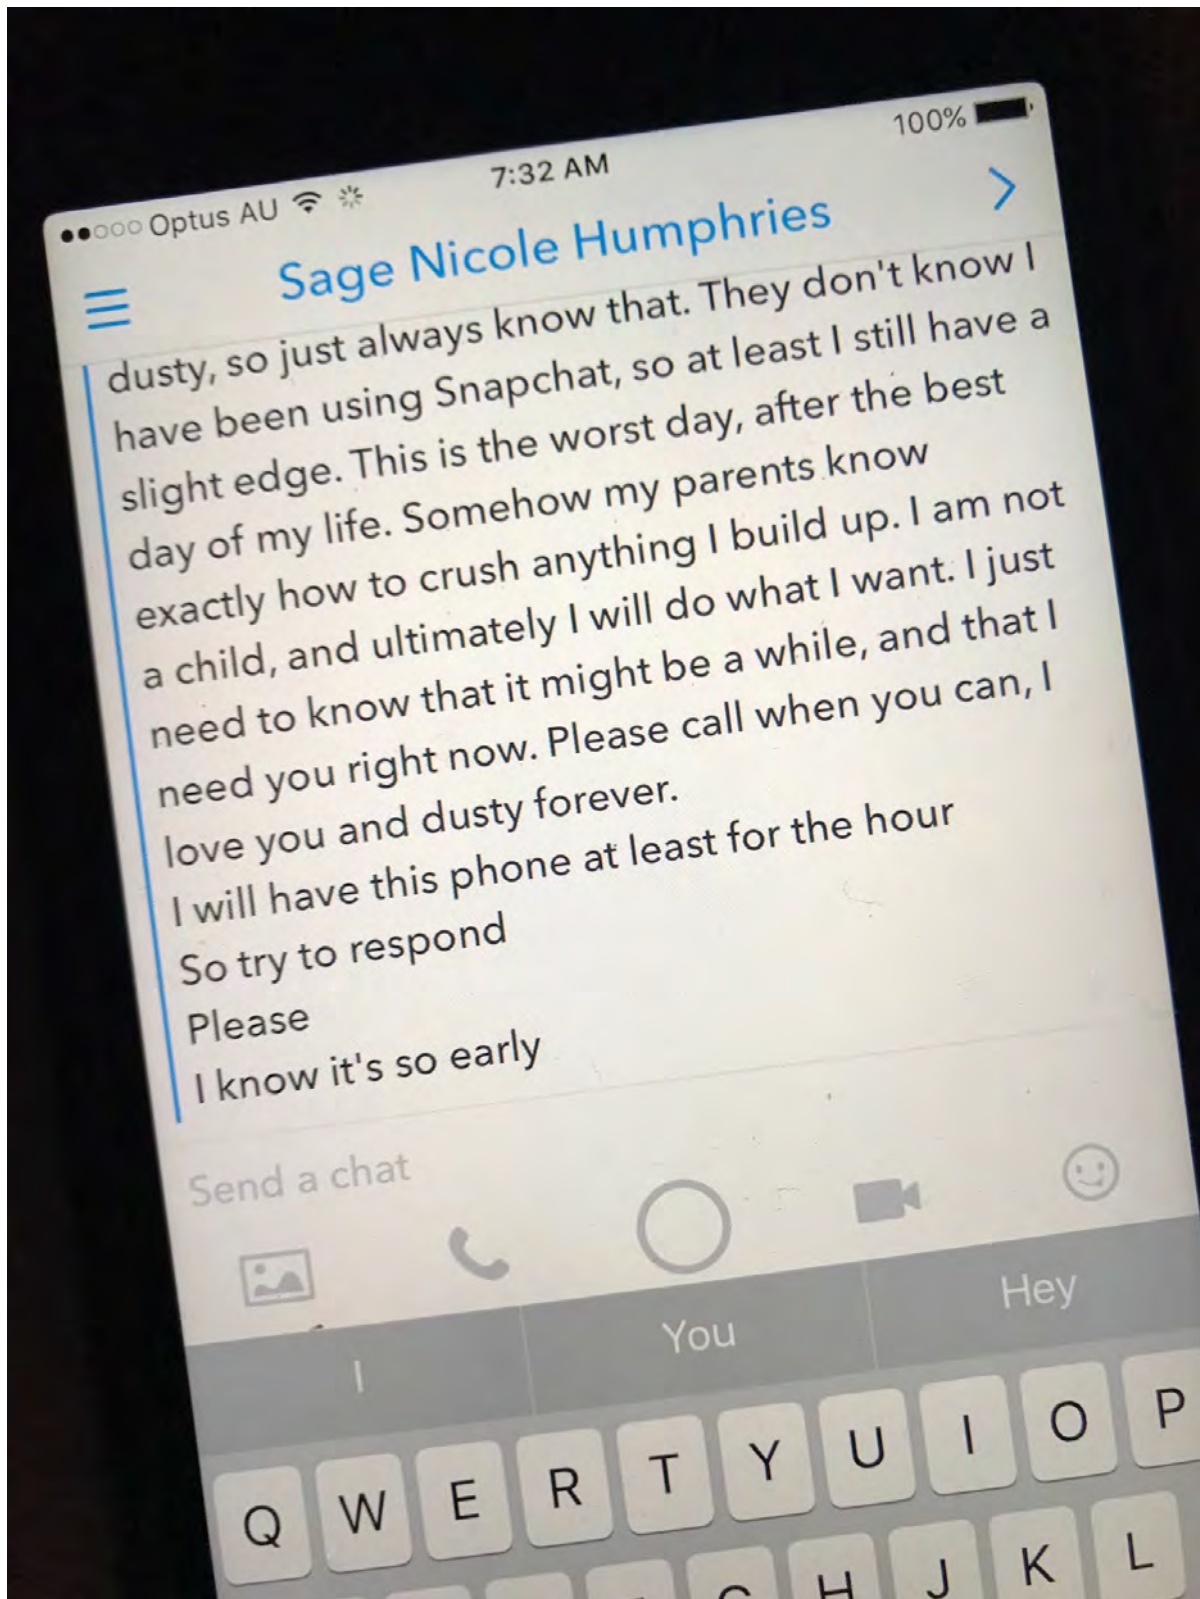 Optus AU
7:32 AM
100%
Sage Nicole Humphries
dusty, so just always know that. They don't know I
have been using Snapchat, so at least I still have a
slight edge. This is the worst day, after the best
day of my life. Somehow my parents know
exactly how to crush anything I build up. I am not
a child, and ultimately I will do what I want. I just
need to know that it might be a while, and that I
need you right now. Please call when you can, I
love you and dusty forever.
I will have this phone at least for the hour
So try to respond
Please
I know it's so early
Send a chat
I
You
Hey
Q W E R T Y U I O P
H J K L